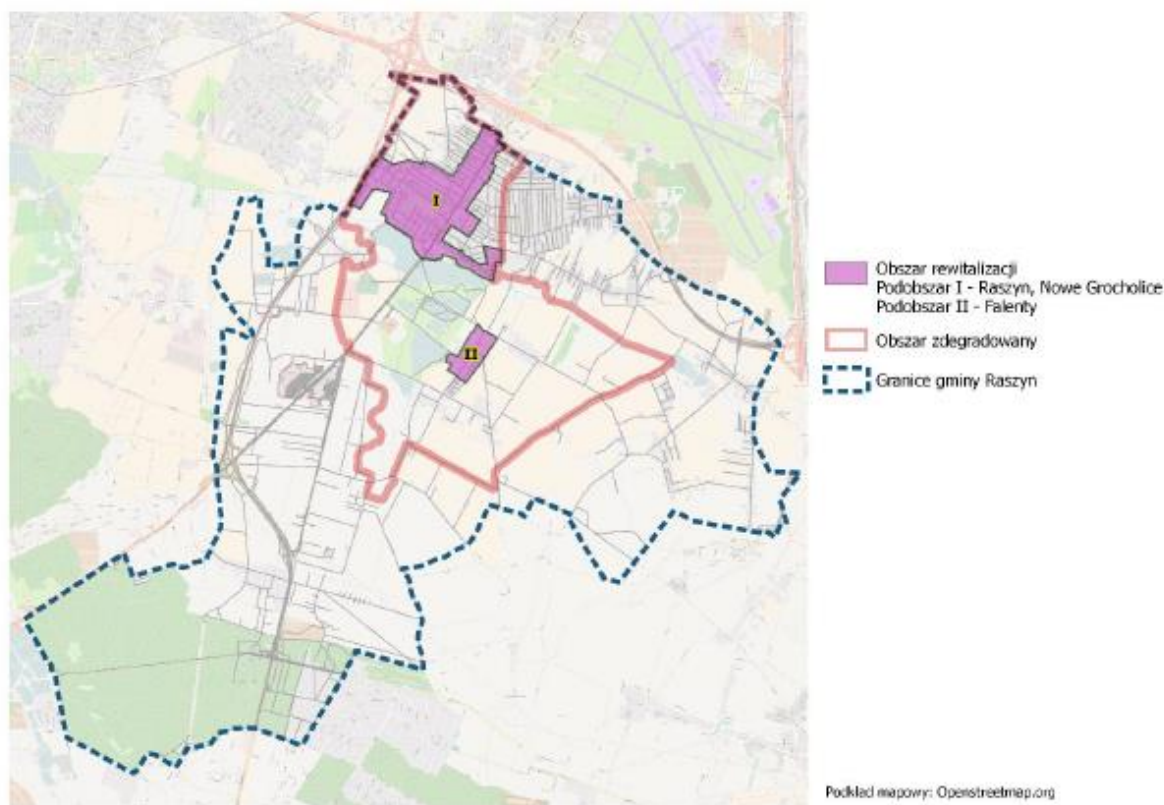 I
II
Obszar rewitalizacji
Podobszar I - Raszyn, Nowe Grocholice
Podobszar II - Falenty
Obszar zdegradowany
Granice gminy Raszyn
Podkład mapowy: Openstreetmap.org